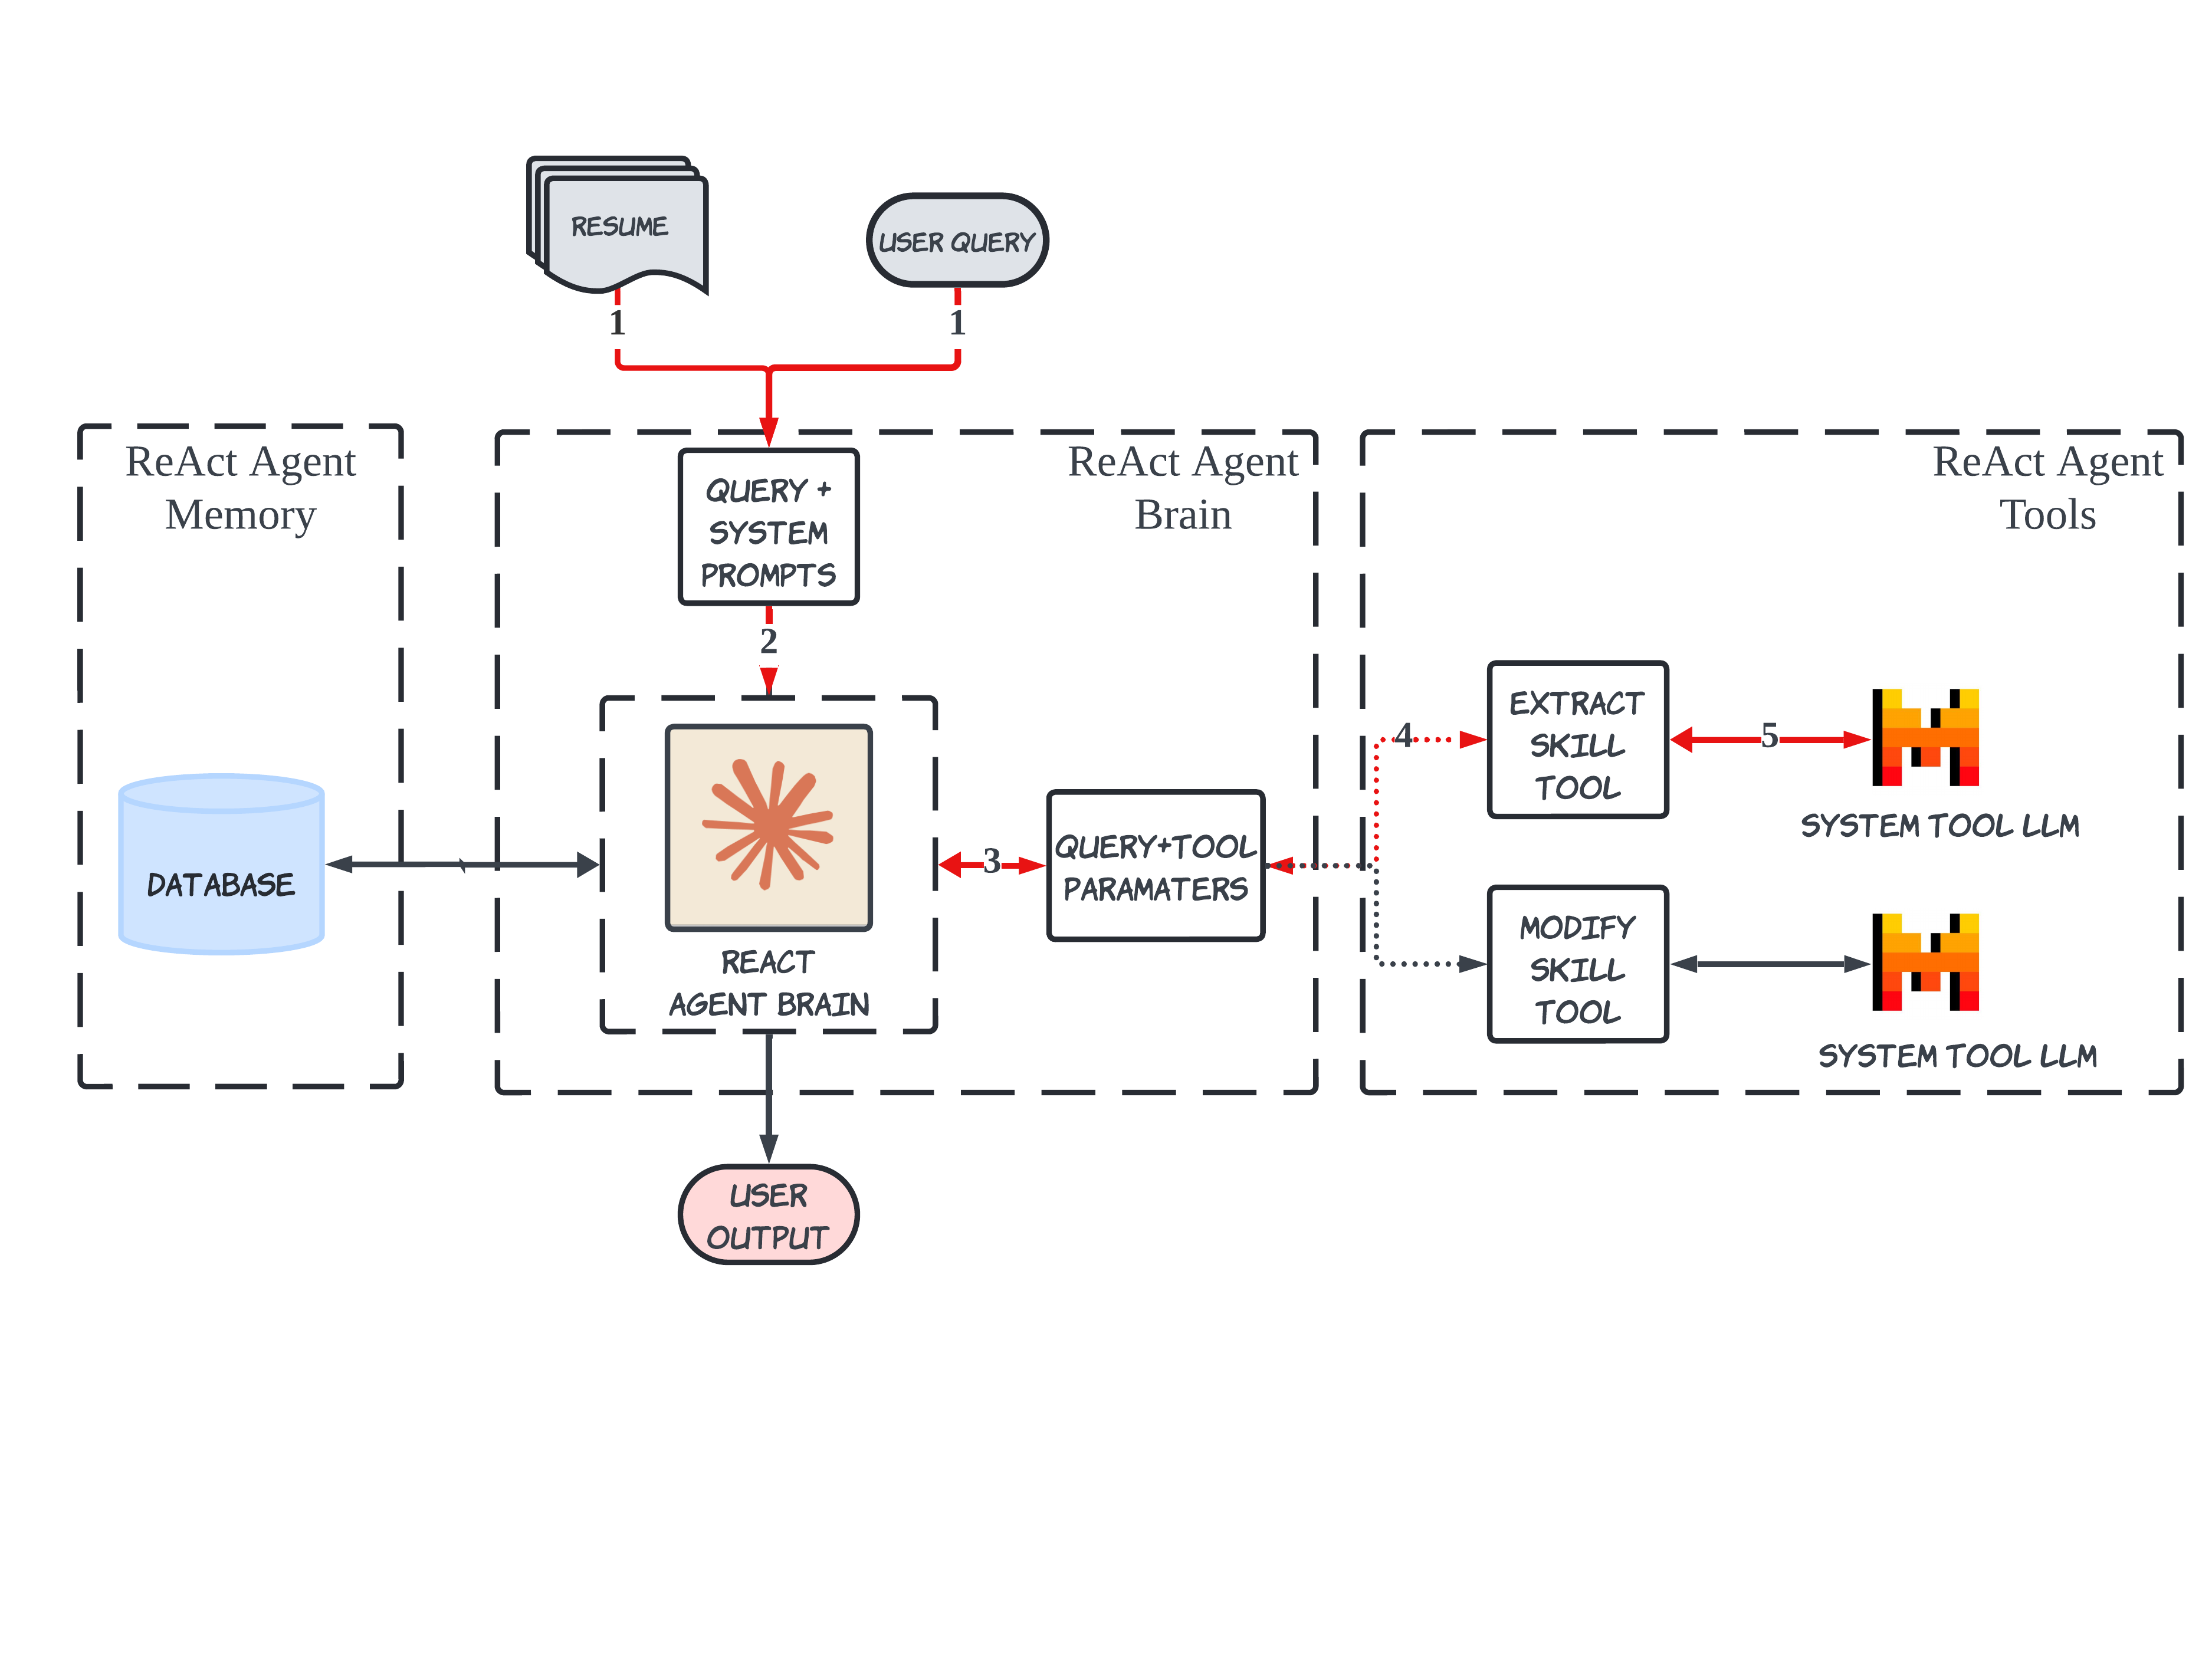 RESUME
USER QUERY
1
1
ReAct Agent
Memory
ReAct Agent
Brain
ReAct Agent
Tools
QUERY +
SYSTEM
PROMPTS
2
EXTRACT
SKILL
TOOL
4
5
SYSTEM TOOL LLM
DATABASE
3
QUERY+TOOL
PARAMATERS
REACT
AGENT BRAIN
MODIFY
SKILL
TOOL
SYSTEM TOOL LLM
USER
OUTPUT